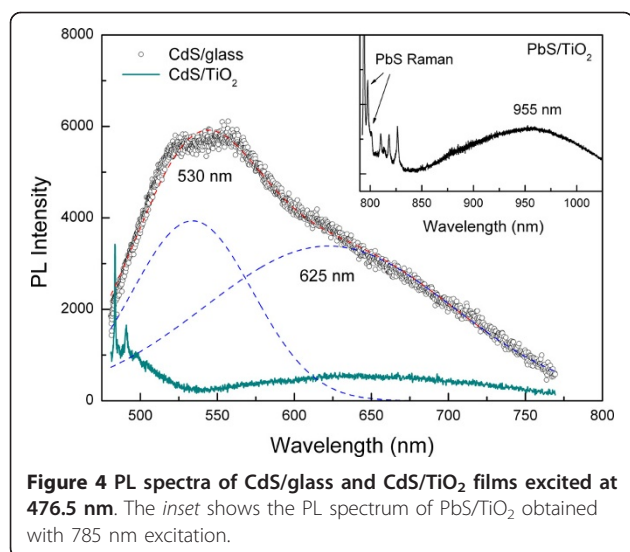 8000
6000
4000
2000
0
PL Intensity
CdS/glass
CdS/TiO₂
530 nm
625 nm
PbS/TiO₂
PbS Raman
955 nm
800 850 900 950 1000
Wavelength (nm)
500 550 600 650 700 750 800
Wavelength (nm)
Figure 4 PL spectra of CdS/glass and CdS/TiO₂ films excited at
476.5 nm. The inset shows the PL spectrum of PbS/TiO₂ obtained
with 785 nm excitation.